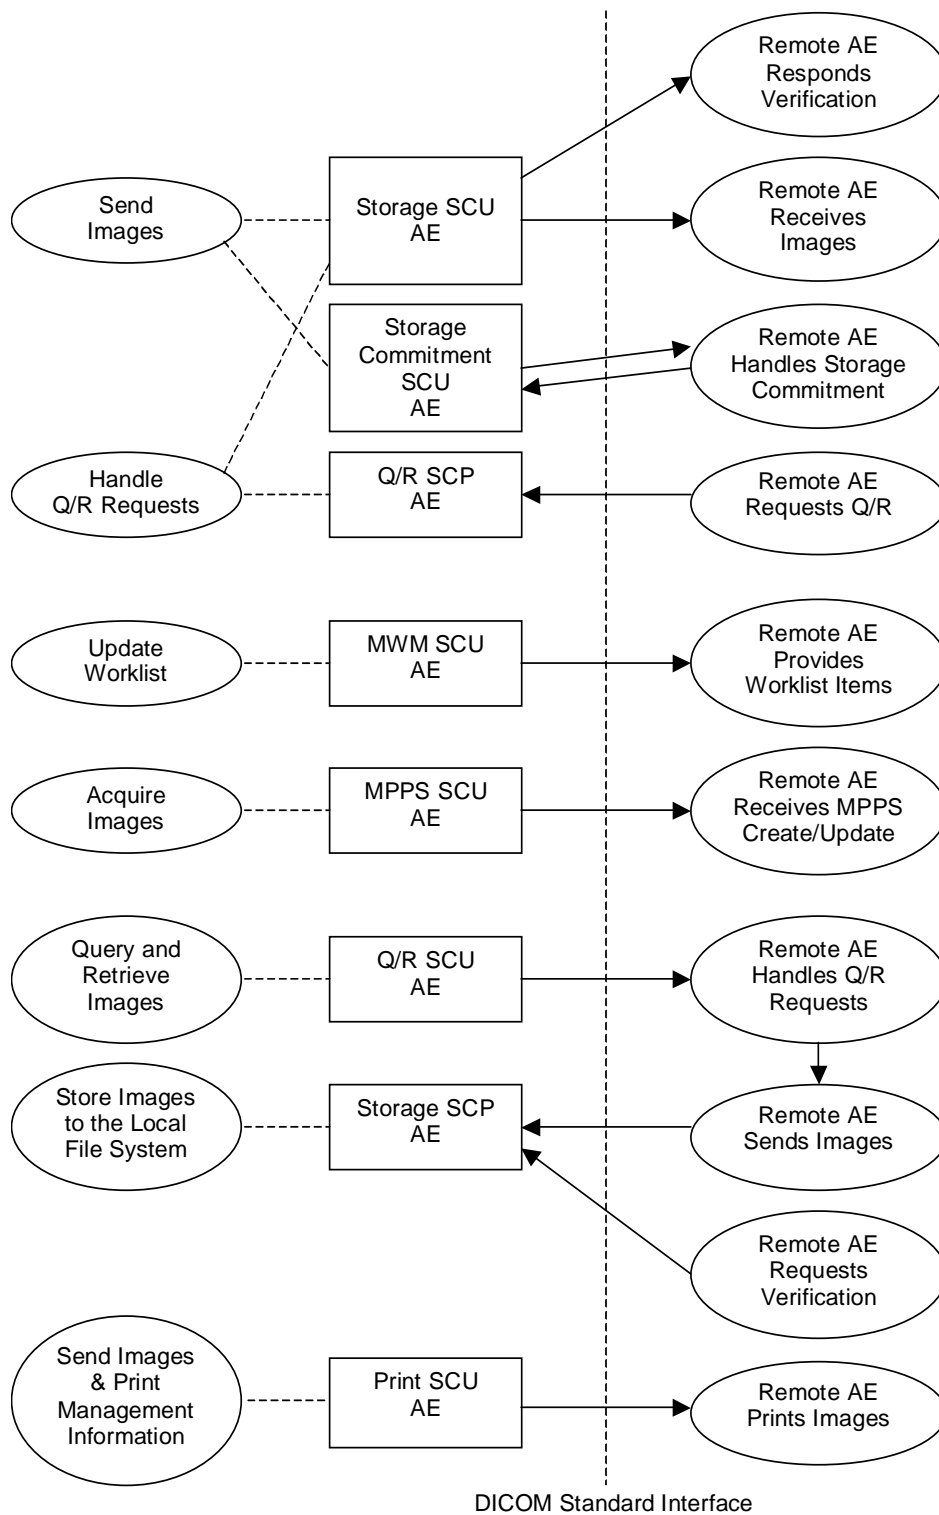 Remote AE
Responds
Verification
Send
Images
Storage SCU
AE
Remote AE
Receives
Images
Storage
Commitment
SCU
AE
Remote AE
Handles Storage
Commitment
Handle
Q/R Requests
Q/R SCP
AE
Remote AE
Requests Q/R
Update
Worklist
MWM SCU
AE
Remote AE
Provides
Worklist Items
Acquire
Images
MPPS SCU
AE
Remote AE
Receives MPPS
Create/Update
Query and
Retrieve
Images
Q/R SCU
AE
Remote AE
Handles Q/R
Requests
Store Images
to the Local
File System
Storage SCP
AE
Remote AE
Sends Images
Remote AE
Requests
Verification
Send Images
& Print
Management
Information
Print SCU
AE
Remote AE
Prints Images
DICOM Standard Interface